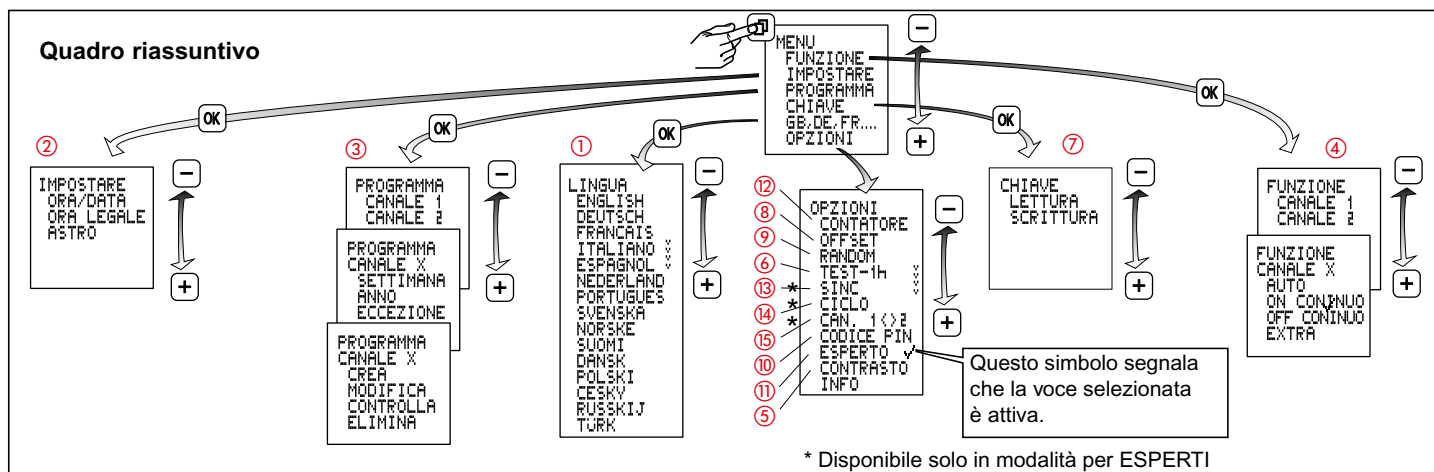 Quadro riassuntivo
MENU
FUNZIONE
IMPOSTARE
PROGRAMMA
CHIAVE
GB,DE,FR....
OPZIONI
−
+
OK
OK
OK
OK
OK
②
IMPOSTARE
ORA/DATA
ORA LEGALE
ASTRO
−
+
③
PROGRAMMA
CANALE 1
CANALE 2
PROGRAMMA
CANALE X
SETTIMANA
ANNO
ECCEZIONE
PROGRAMMA
CANALE X
CREA
MODIFICA
CONTROLLA
ELIMINA
−
+
①
LINGUA
ENGLISH
DEUTSCH
FRANCAIS
ITALIANO
ESPAGNOL
NEDERLAND
PORTUGUES
SVENSKA
NORSKE
SUOMI
DANSK
POLSKI
CESKY
RUSSKIJ
TURK
−
+
OPZIONI
⑫ CONTATORE
⑧ OFFSET
⑨ RANDOM
⑥ TEST-1h
⑬ * SINC
⑭ * CICLO
⑮ * CAN. 1<>2
⑩ CODICE PIN
⑪ ESPERTO ✓
⑤ CONTRASTO
INFO
−
+
Questo simbolo segnala
che la voce selezionata
è attiva.
* Disponibile solo in modalità per ESPERTI
⑦
CHIAVE
LETTURA
SCRITTURA
−
+
④
FUNZIONE
CANALE 1
CANALE 2
FUNZIONE
CANALE X
AUTO
ON CONTINUO
OFF CONTINUO
EXTRA
−
+